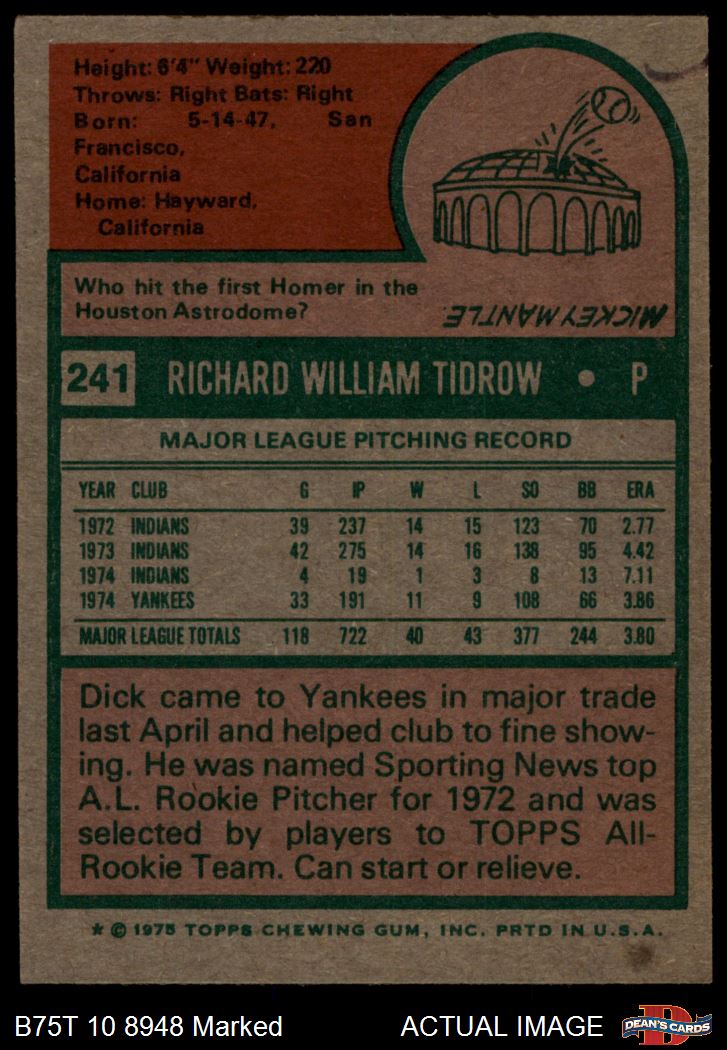 Height: 6'4" Weight: 220
Throws: Right Bats: Right
Born: 5-14-47, San
Francisco,
California
Home: Hayward,
California
Who hit the first Homer in the
Houston Astrodome?
MICKEY MANTLE.
241 RICHARD WILLIAM TIDROW • P
MAJOR LEAGUE PITCHING RECORD
YEAR CLUB G IP W L SO BB ERA
1972 INDIANS 39 237 14 15 123 70 2.77
1973 INDIANS 42 275 14 16 138 95 4.42
1974 INDIANS 4 19 1 3 8 13 7.11
1974 YANKEES 33 191 11 9 108 66 3.86
MAJOR LEAGUE TOTALS 118 722 40 43 377 244 3.80
Dick came to Yankees in major trade
last April and helped club to fine show-
ing. He was named Sporting News top
A.L. Rookie Pitcher for 1972 and was
selected by players to TOPPS All-
Rookie Team. Can start or relieve.
* © 1975 TOPPS CHEWING GUM, INC. PRTD IN U.S.A.
B75T 10 8948 Marked ACTUAL IMAGE
D
DEAN'S CARDS